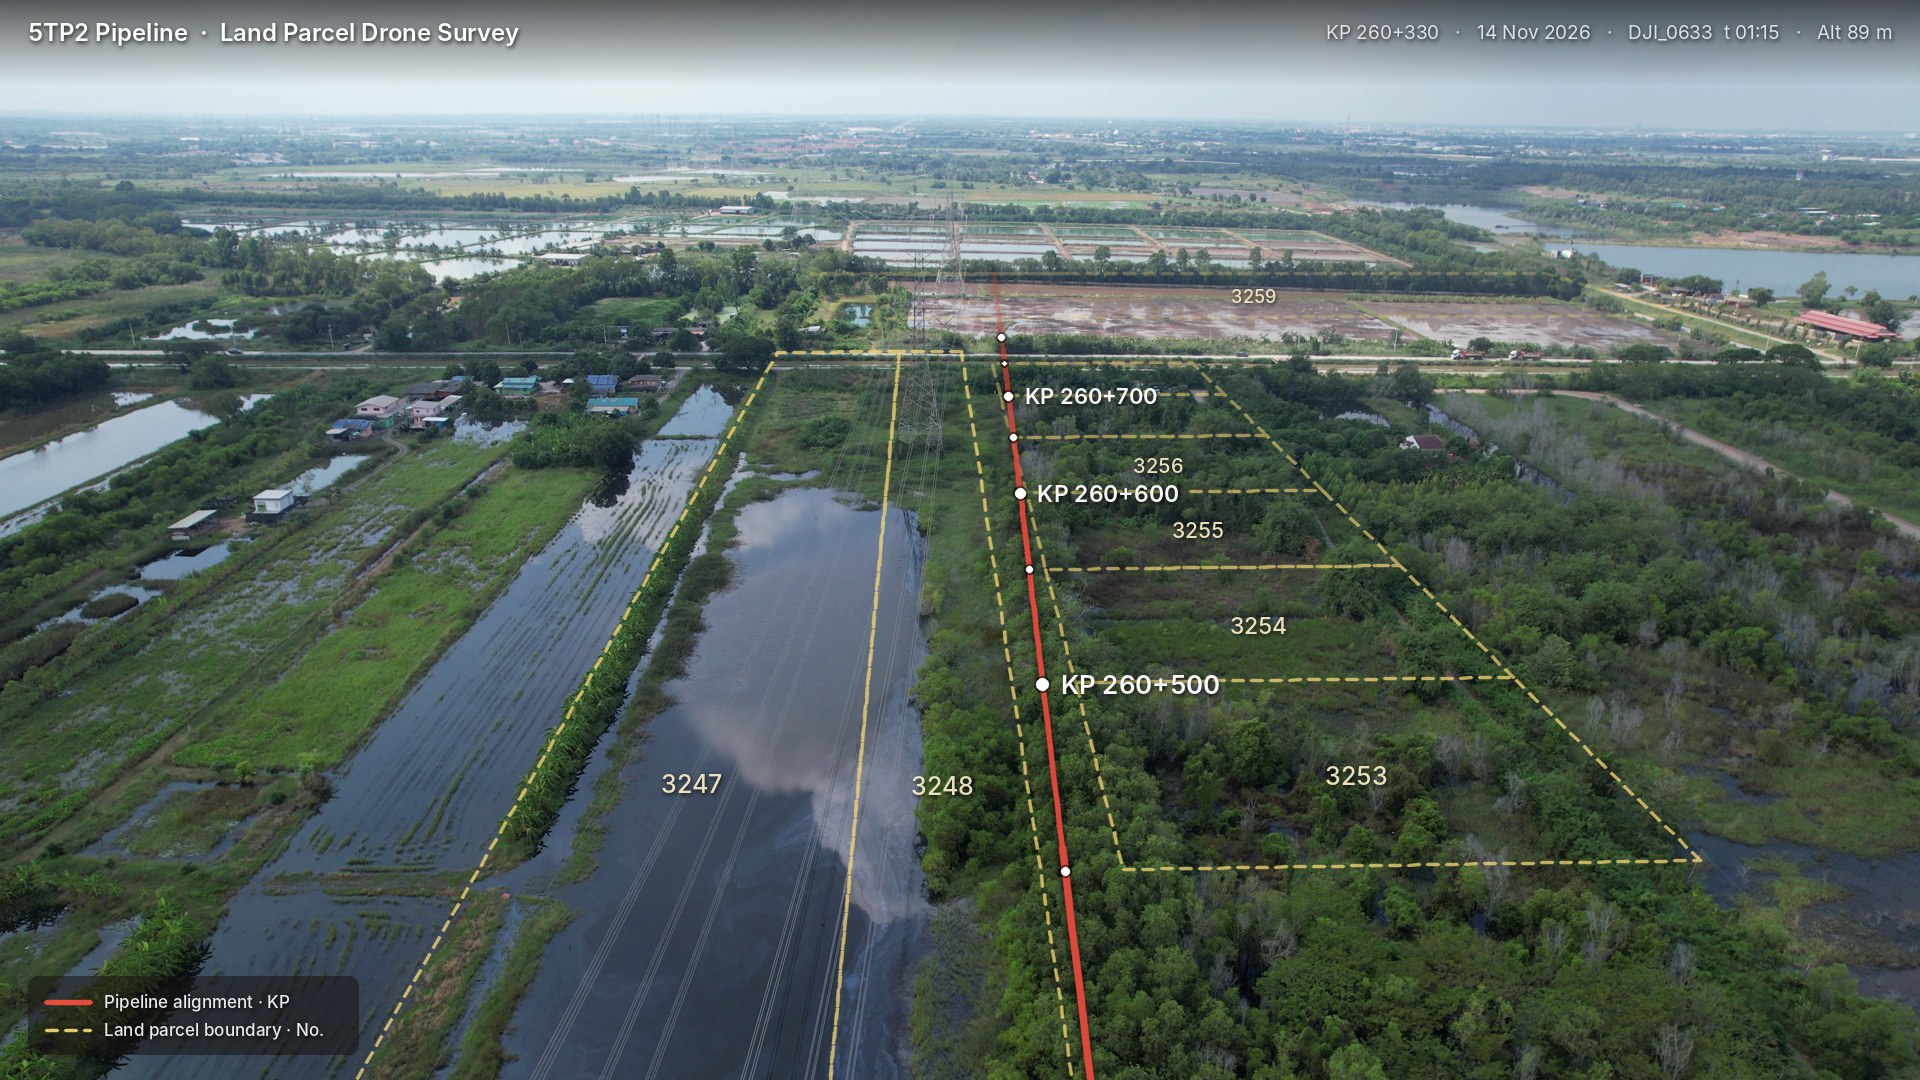 5TP2 Pipeline · Land Parcel Drone Survey
KP 260+330 · 14 Nov 2026 · DJI_0633 t 01:15 · Alt 89 m
3259
KP 260+700
3256
KP 260+600
3255
3254
KP 260+500
3253
3247
3248
Pipeline alignment · KP
Land parcel boundary · No.